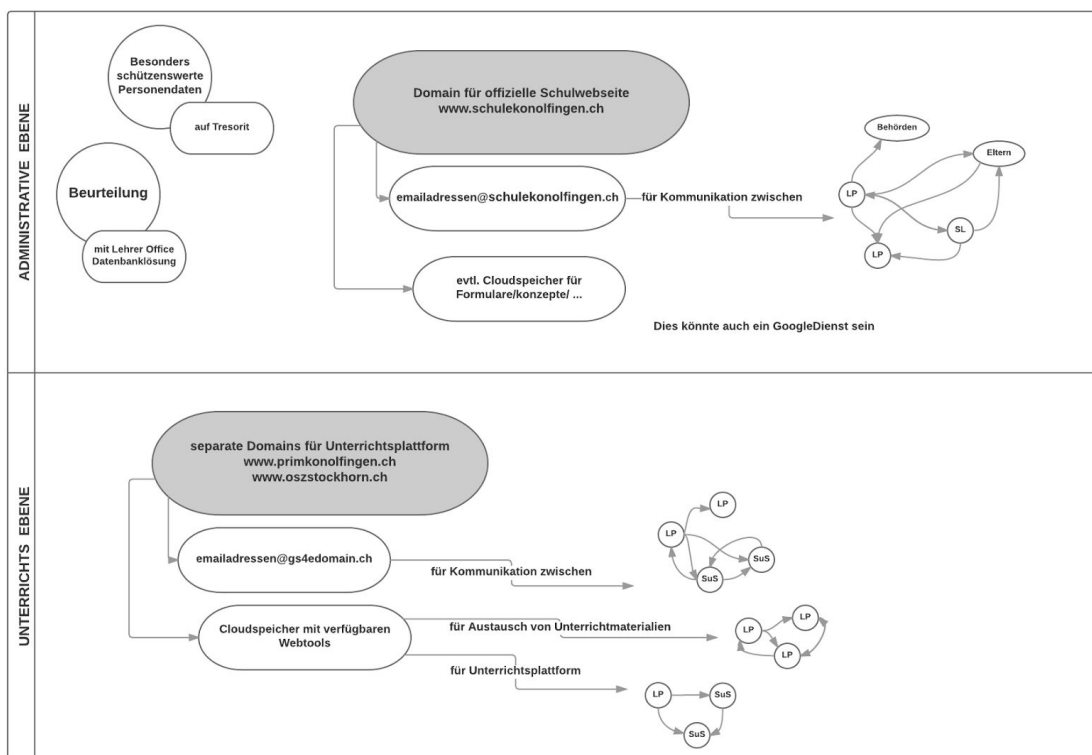 ADMINISTRATIVE EBENE
Besonders
schützenswerte
Personendaten
auf Tresorit
Beurteilung
mit Lehrer Office
Datenbanklösung
Domain für offizielle Schulwebseite
www.schulekonolfingen.ch
emailadressen@schulekonolfingen.ch
für Kommunikation zwischen
evtl. Cloudspeicher für
Formulare/konzepte/ ...
Behörden
Eltern
LP
SL
LP
Dies könnte auch ein GoogleDienst sein
UNTERRICHTS EBENE
separate Domains für Unterrichtsplattform
www.primkonolfingen.ch
www.oszstockhorn.ch
emailadressen@gs4edomain.ch
für Kommunikation zwischen
LP
LP
SuS
SuS
Cloudspeicher mit verfügbaren
Webtools
für Austausch von Unterrichtmaterialien
LP
LP
LP
für Unterrichtsplattform
LP
SuS
SuS